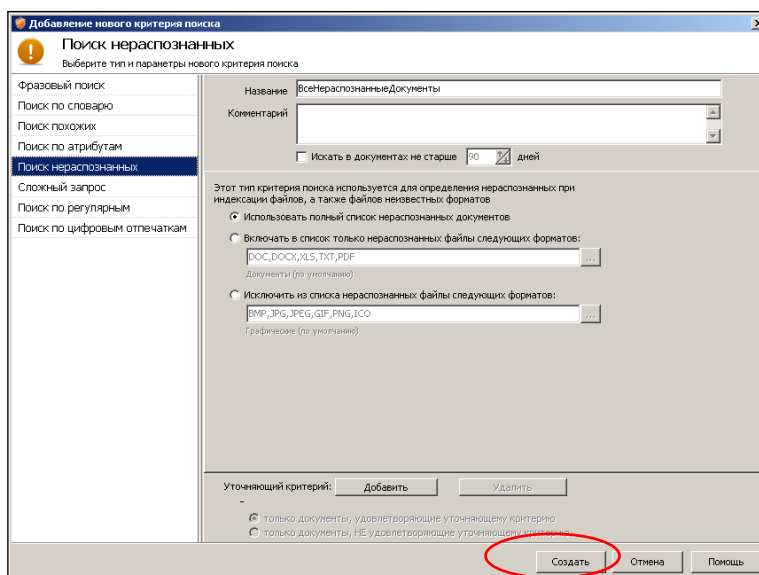 Добавление нового критерия поиска
Поиск нераспознанных
Выберите тип и параметры нового критерия поиска
Фразовый поиск
Поиск по словарю
Поиск похожих
Поиск по атрибутам
Поиск нераспознанных
Сложный запрос
Поиск по регулярным
Поиск по цифровым отпечаткам
Название ВсеНераспознанныеДокументы
Комментарий
Искать в документах не старше 90 дней
Этот тип критерия поиска используется для определения нераспознанных при
индексации файлов, а также файлов неизвестных форматов
Использовать полный список нераспознанных документов
Включать в список только нераспознанные файлы следующих форматов:
DOC,DOCX,XLS,TXT,PDF ...
Документы (по умолчанию)
Исключить из списка нераспознанных файлы следующих форматов:
BMP,JPG,JPEG,GIF,PNG,ICO ...
Графические (по умолчанию)
Уточняющий критерий: Добавить Удалить
-
только документы, удовлетворяющие уточняющему критерию
только документы, НЕ удовлетворяющие уточняющему критерию
Создать Отмена Помощь